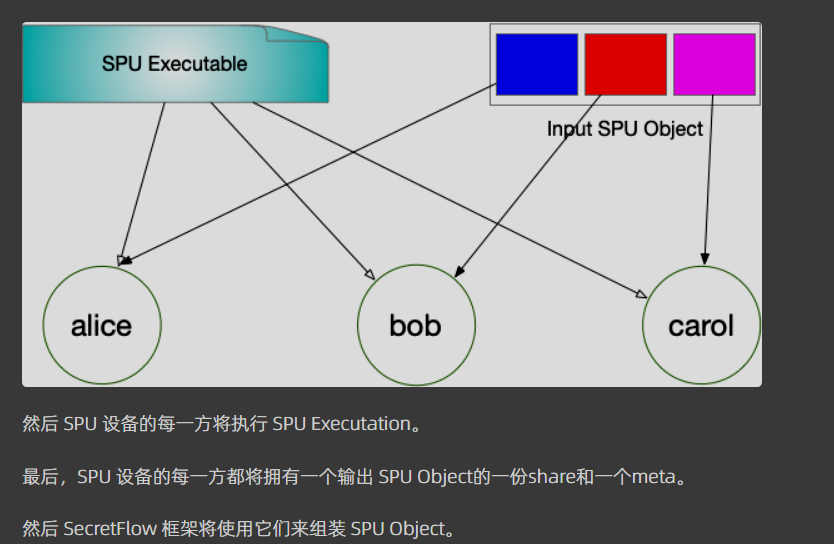 SPU Executable
Input SPU Object
alice
bob
carol
然后 SPU 设备的每一方将执行 SPU Executation。
最后，SPU 设备的每一方都将拥有一个输出 SPU Object的一份share和一个meta。
然后 SecretFlow 框架将使用它们来组装 SPU Object。